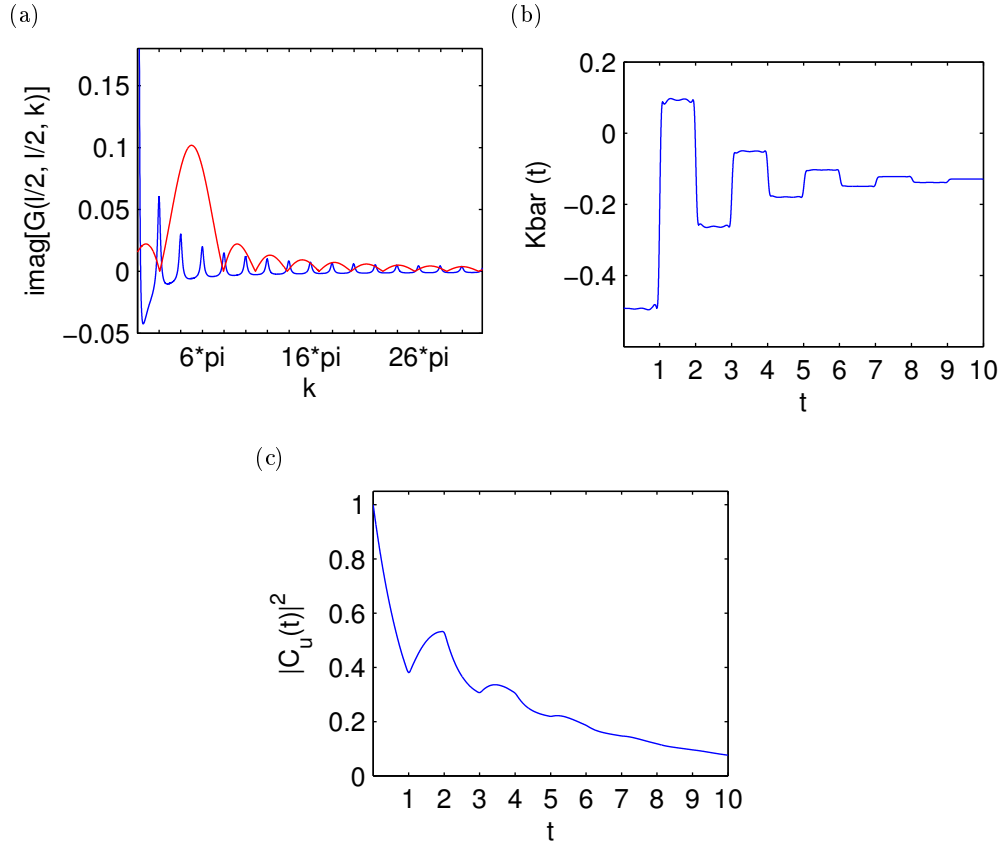 (a)
imag[G(l/2, l/2, k)]
0.15
0.1
0.05
0
−0.05
6*pi 16*pi 26*pi
k
(b)
Kbar (t)
0.2
0
−0.2
−0.4
1 2 3 4 5 6 7 8 9 10
t
(c)
|C_u(t)|^2
1
0.8
0.6
0.4
0.2
0
1 2 3 4 5 6 7 8 9 10
t